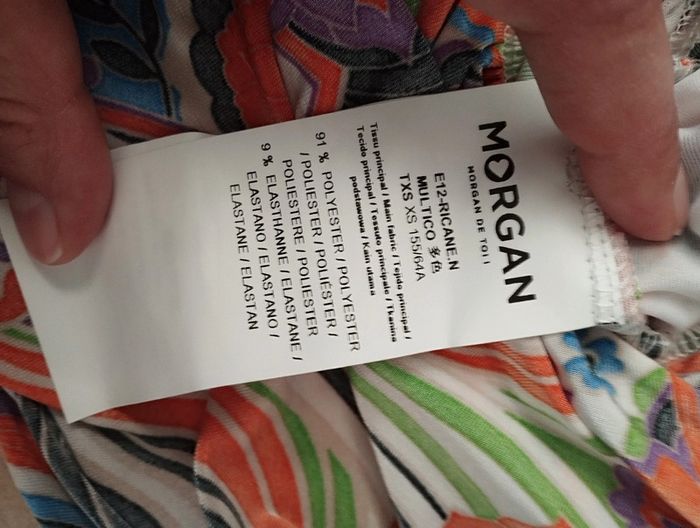 MORGAN
MORGAN DE TOI !
E12-RICANE.N
MULTICO 多色
TXS XS 155/64A
Tissu principal / Main fabric / Tejido principal /
Tecido principal / Tessuto principale / Tkanina
podstawowa / Kain utama
91 % POLYESTER / POLYESTER
/ POLIESTER / POLIÉSTER /
POLIESTERE / POLIESTER
9 % ELASTHANNE / ELASTANE /
ELASTANO / ELASTANO /
ELASTANE / ELASTAN